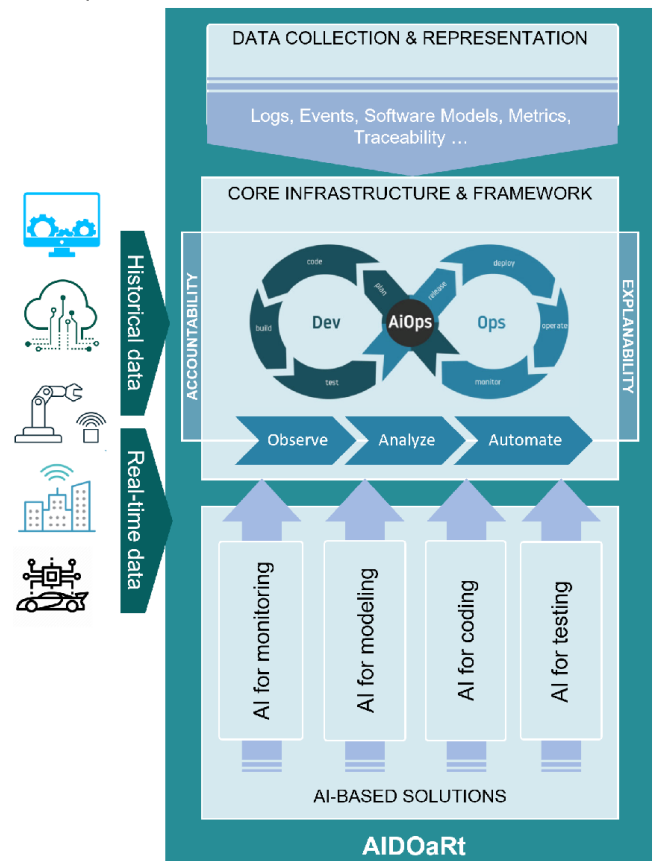 DATA COLLECTION & REPRESENTATION
Logs, Events, Software Models, Metrics,
Traceability ...
CORE INFRASTRUCTURE & FRAMEWORK
Historical data
Real-time data
ACCOUNTABILITY
EXPLANABILITY
code
build
test
plan
Dev
AiOps
release
deploy
operate
monitor
Ops
Observe
Analyze
Automate
AI for monitoring
AI for modeling
AI for coding
AI for testing
AI-BASED SOLUTIONS
AIDOaRt